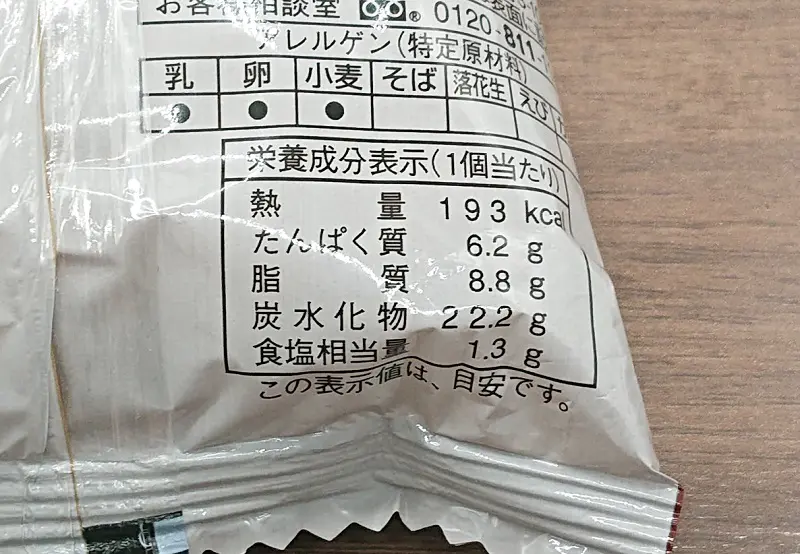 お客様相談室 ® 0120-811-
アレルゲン(特定原材料)
乳 卵 小麦 そば 落花生 えび
● ● ●
栄養成分表示(1個当たり)
熱量 193 kcal
たんぱく質 6.2 g
脂質 8.8 g
炭水化物 22.2 g
食塩相当量 1.3 g
この表示値は、目安です。